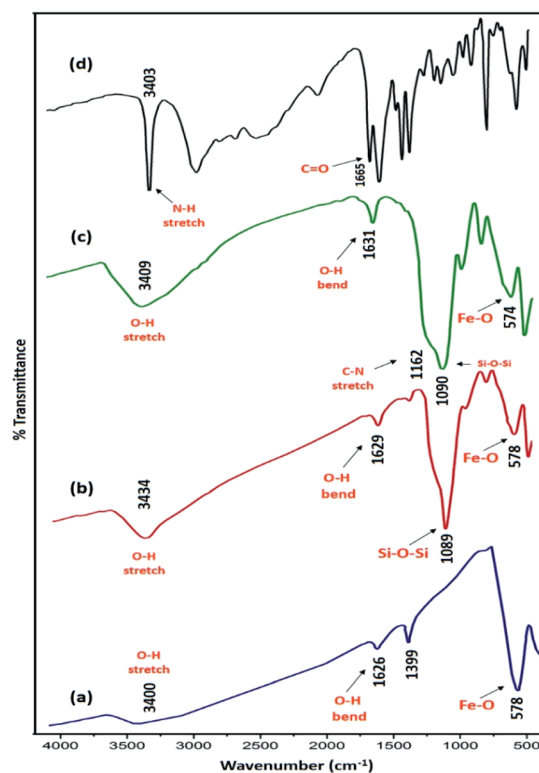 (d)
3403
N-H
stretch
C=O
1665
(c)
3409
O-H
stretch
O-H
bend
1631
Fe-O
574
C-N
stretch
1162
1090
Si-O-Si
(b)
3434
O-H
stretch
O-H
bend
1629
Si-O-Si
1089
Fe-O
578
(a)
O-H
stretch
3400
O-H
bend
1626
1399
Fe-O
578
% Transmittance
4000 3500 3000 2500 2000 1500 1000 500
Wavenumber (cm⁻¹)